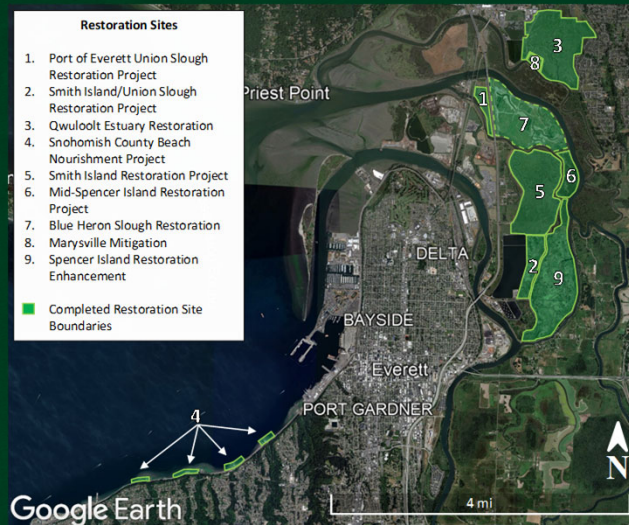 Restoration Sites
1. Port of Everett Union Slough
Restoration Project
2. Smith Island/Union Slough
Restoration Project
3. Qwuloolt Estuary Restoration
4. Snohomish County Beach
Nourishment Project
5. Smith Island Restoration Project
6. Mid-Spencer Island Restoration
Project
7. Blue Heron Slough Restoration
8. Marysville Mitigation
9. Spencer Island Restoration
Enhancement
Completed Restoration Site
Boundaries
3
8
Priest Point
1
7
6
5
DELTA
2
9
BAYSIDE
Everett
PORT GARDNER
4
N
Google Earth
4 mi